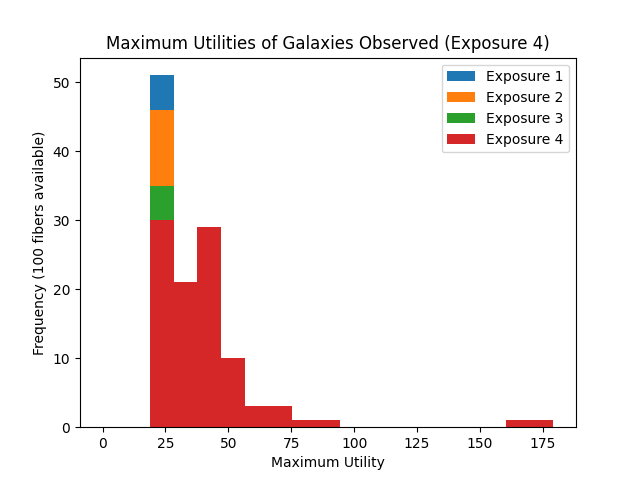 Maximum Utilities of Galaxies Observed (Exposure 4)
Exposure 1
Exposure 2
Exposure 3
Exposure 4
Frequency (100 fibers available)
50
40
30
20
10
0
0 25 50 75 100 125 150 175
Maximum Utility